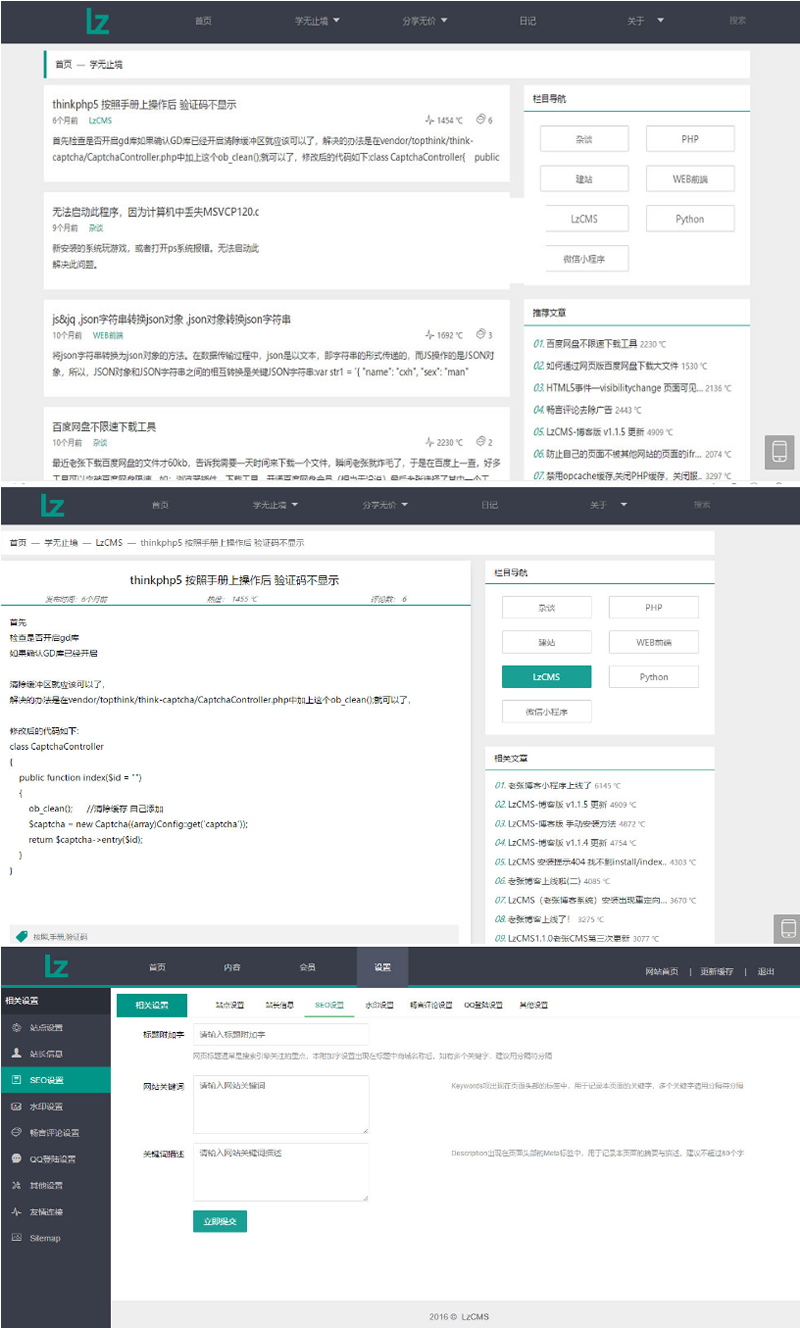 Lz 首页 学无止境 分享无价 日记 关于 搜索
首页 — 学无止境
thinkphp5 按照手册上操作后 验证码不显示
6个月前 LzCMS 1454 ℃ 6
首先检查是否开启gd库如果确认GD库已经开启清除缓冲区就应该可以了，解决的办法是在vendor/topthink/think-
captcha/CaptchaController.php中加上这个ob_clean();就可以了，修改后的代码如下:class CaptchaController{ public
无法启动此程序，因为计算机中丢失MSVCP120.c
9个月前 杂谈
新安装的系统玩游戏，或者打开ps系统报错。无法启动此
解决此问题。
js&jq ,json字符串转换json对象 ,json对象转换json字符串
10个月前 WEB前端 1692 ℃ 3
将json字符串转换为json对象的方法。在数据传输过程中，json是以文本，即字符串的形式传递的，而JS操作的是JSON对
象，所以，JSON对象和JSON字符串之间的相互转换是关键JSON字符串:var str1 = '{ "name": "cxh", "sex": "man"
百度网盘不限速下载工具
10个月前 杂谈 2230 ℃ 2
最近老张下载百度网盘的文件才60kb，告诉我需要一天时间来下载一个文件，瞬间老张就炸毛了，于是在百度上一直，好多
栏目导航
杂谈 PHP
建站 WEB前端
LzCMS Python
微信小程序
推荐文章
01. 百度网盘不限速下载工具 2230 ℃
02. 如何通过网页版百度网盘下载大文件 1530 ℃
03. HTML5事件—visibilitychange 页面可见... 2136 ℃
04. 畅言评论去除广告 2443 ℃
05. LzCMS-博客版 v1.1.5 更新 4909 ℃
06. 防止自己的页面不被其他网站的页面的ifr... 2074 ℃
07. 禁用opcache缓存,关闭PHP缓存，关闭服... 3297 ℃
Lz 首页 学无止境 分享无价 日记 关于 搜索
首页 — 学无止境 — LzCMS — thinkphp5 按照手册上操作后 验证码不显示
thinkphp5 按照手册上操作后 验证码不显示
发布时间: 6个月前 热度: 1455 ℃ 评论数: 6
首先
检查是否开启gd库
如果确认GD库已经开启
清除缓冲区就应该可以了，
解决的办法是在vendor/topthink/think-captcha/CaptchaController.php中加上这个ob_clean();就可以了，
修改后的代码如下:
class CaptchaController
{
public function index($id = "")
{
ob_clean(); //清除缓存 自己添加
$captcha = new Captcha((array)Config::get('captcha'));
return $captcha->entry($id);
}
}
按照,手册,验证码
栏目导航
杂谈 PHP
建站 WEB前端
LzCMS Python
微信小程序
相关文章
01. 老张博客小程序上线了 6145 ℃
02. LzCMS-博客版 v1.1.5 更新 4909 ℃
03. LzCMS-博客版 手动安装方法 4872 ℃
04. LzCMS-博客版 v1.1.4 更新 4754 ℃
05. LzCMS 安装提示404 找不到install/index.. 4303 ℃
06. 老张博客上线啦(二) 4085 ℃
07. LzCMS（老张博客系统）安装出现重定向... 3670 ℃
08. 老张博客上线了！ 3275 ℃
09. LZCMS1.1.0老张CMS第三次更新 3077 ℃
Lz 首页 内容 会员 设置 网站首页 | 更新缓存 | 退出
相关设置
站点设置
站长信息
SEO设置
水印设置
畅言评论设置
QQ登陆设置
其他设置
友情连接
Sitemap
相关设置 站点设置 站长信息 SEO设置 水印设置 畅言评论设置 QQ登陆设置 其他设置
标题附加字 请输入标题附加字
网页标题通常是搜索引擎关注的重点，本附加字设置出现在标题中商城名称后，如有多个关键字，建议用分隔符分隔
网站关键词 请输入网站关键词 Keywords项出现在页面头部的标签中，用于记录本页面的关键字，多个关键字请用分隔符分隔
关键词描述 请输入网站关键词描述 Description出现在页面头部的Meta标签中，用于记录本页面的摘要与描述，建议不超过80个字
立即提交
2016 © LzCMS